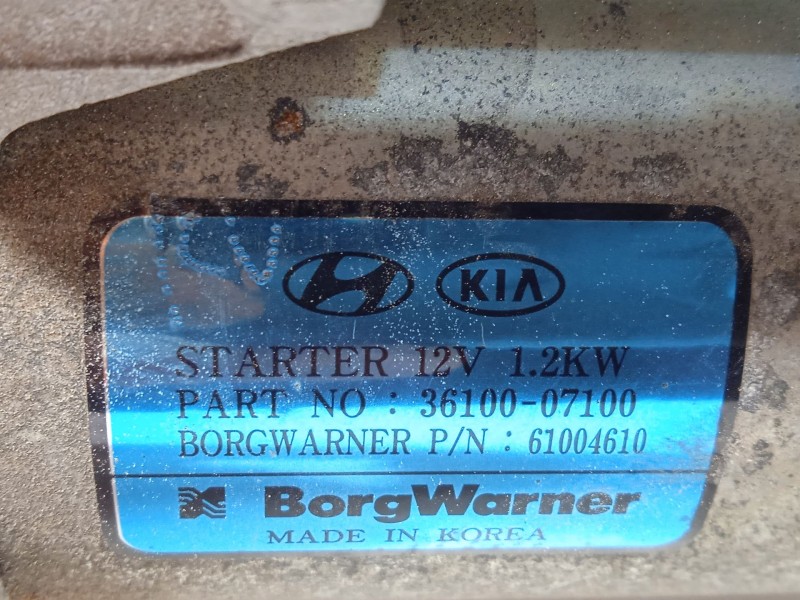 KIA
STARTER 12V 1.2KW
PART NO : 36100-07100
BORGWARNER P/N : 61004610
BorgWarner
MADE IN KOREA